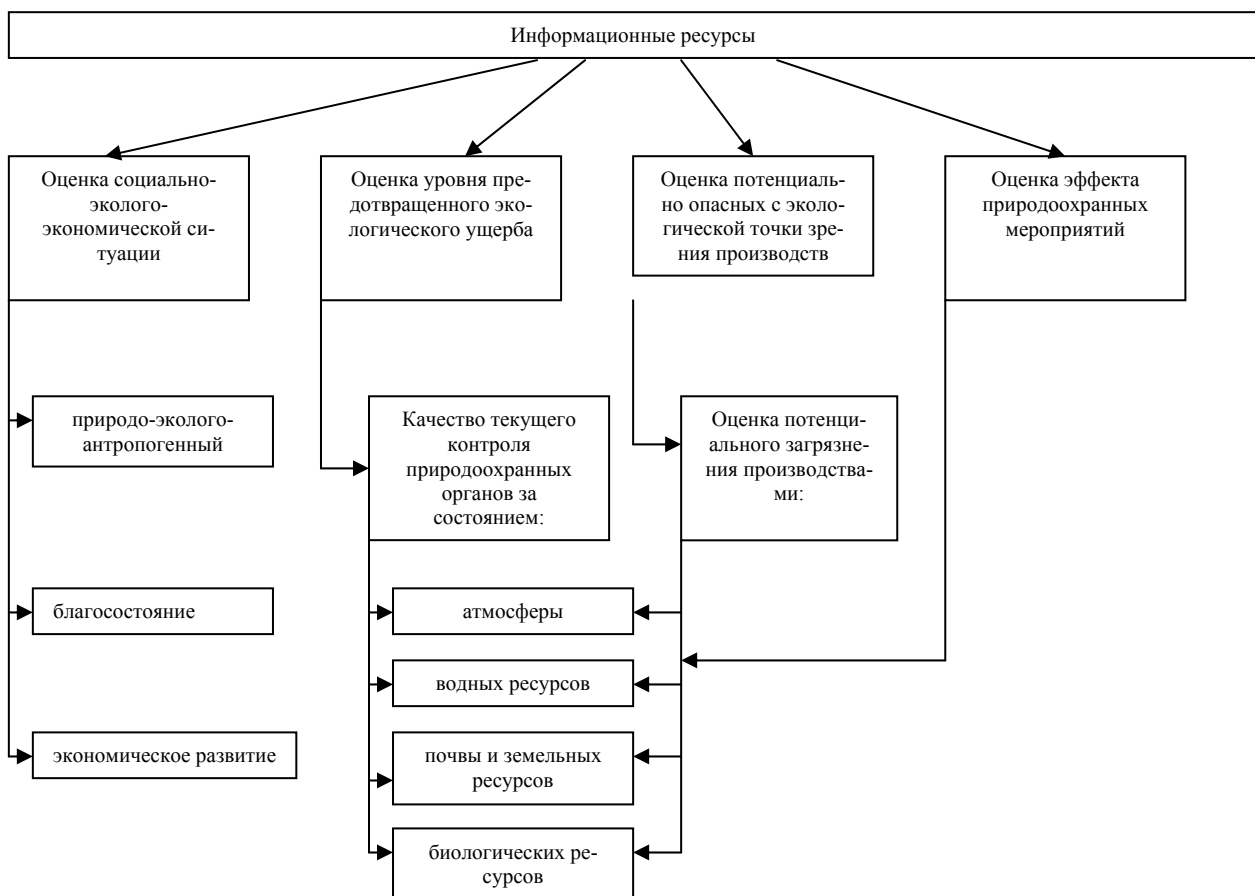 Информационные ресурсы
Оценка социально-
эколого-
экономической си-
туации
Оценка уровня пре-
дотвращенного эко-
логического ущерба
Оценка потенциаль-
но опасных с эколо-
гической точки зре-
ния производств
Оценка эффекта
природоохранных
мероприятий
природо-эколого-
антропогенный
Качество текущего
контроля
природоохранных
органов за
состоянием:
Оценка потенци-
ального загрязне-
ния производства-
ми:
благосостояние
атмосферы
водных ресурсов
экономическое развитие
почвы и земельных
ресурсов
биологических ре-
сурсов